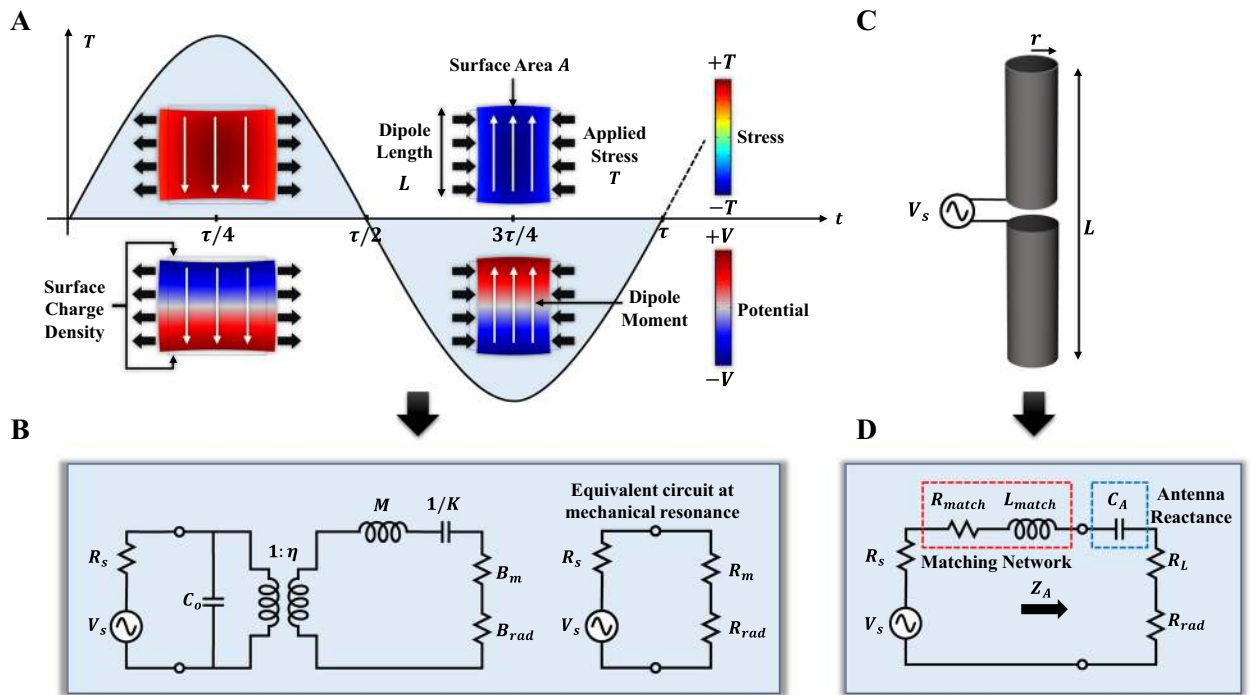 A
T
Surface Area A
Dipole
Length
L
Applied
Stress
T
+T
Stress
−T
τ/4
τ/2
3τ/4
τ
t
Surface
Charge
Density
Dipole
Moment
+V
Potential
−V
C
r
V_s
L
B
R_s
V_s
C_o
1: η
M
1/K
B_m
B_rad
Equivalent circuit at
mechanical resonance
R_s
V_s
R_m
R_rad
D
R_match
L_match
C_A
Antenna
Reactance
R_s
Matching Network
Z_A
V_s
R_L
R_rad